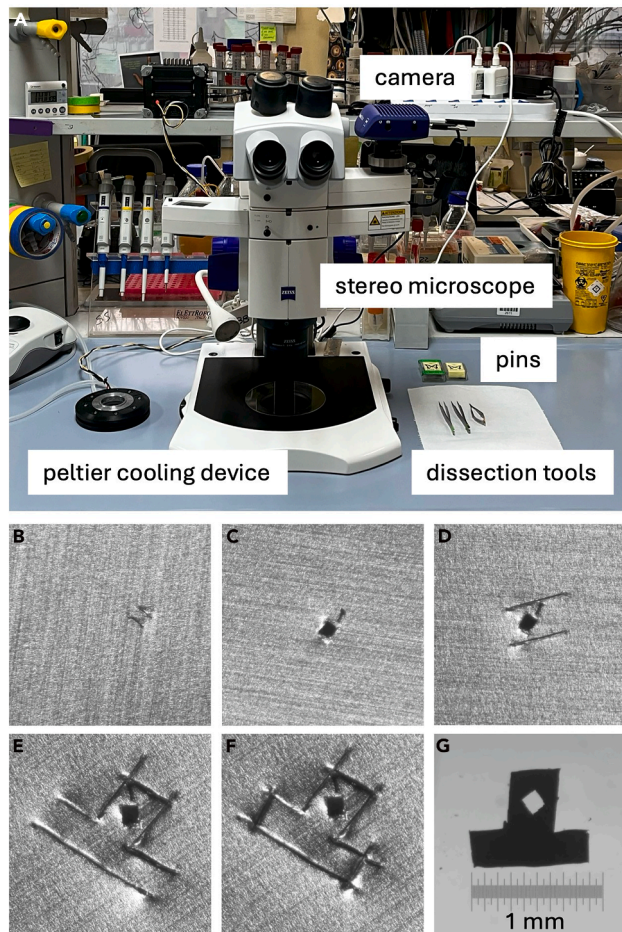 A
camera
stereo microscope
ZEISS
pins
peltier cooling device
dissection tools
B
C
D
E
F
G
1 mm